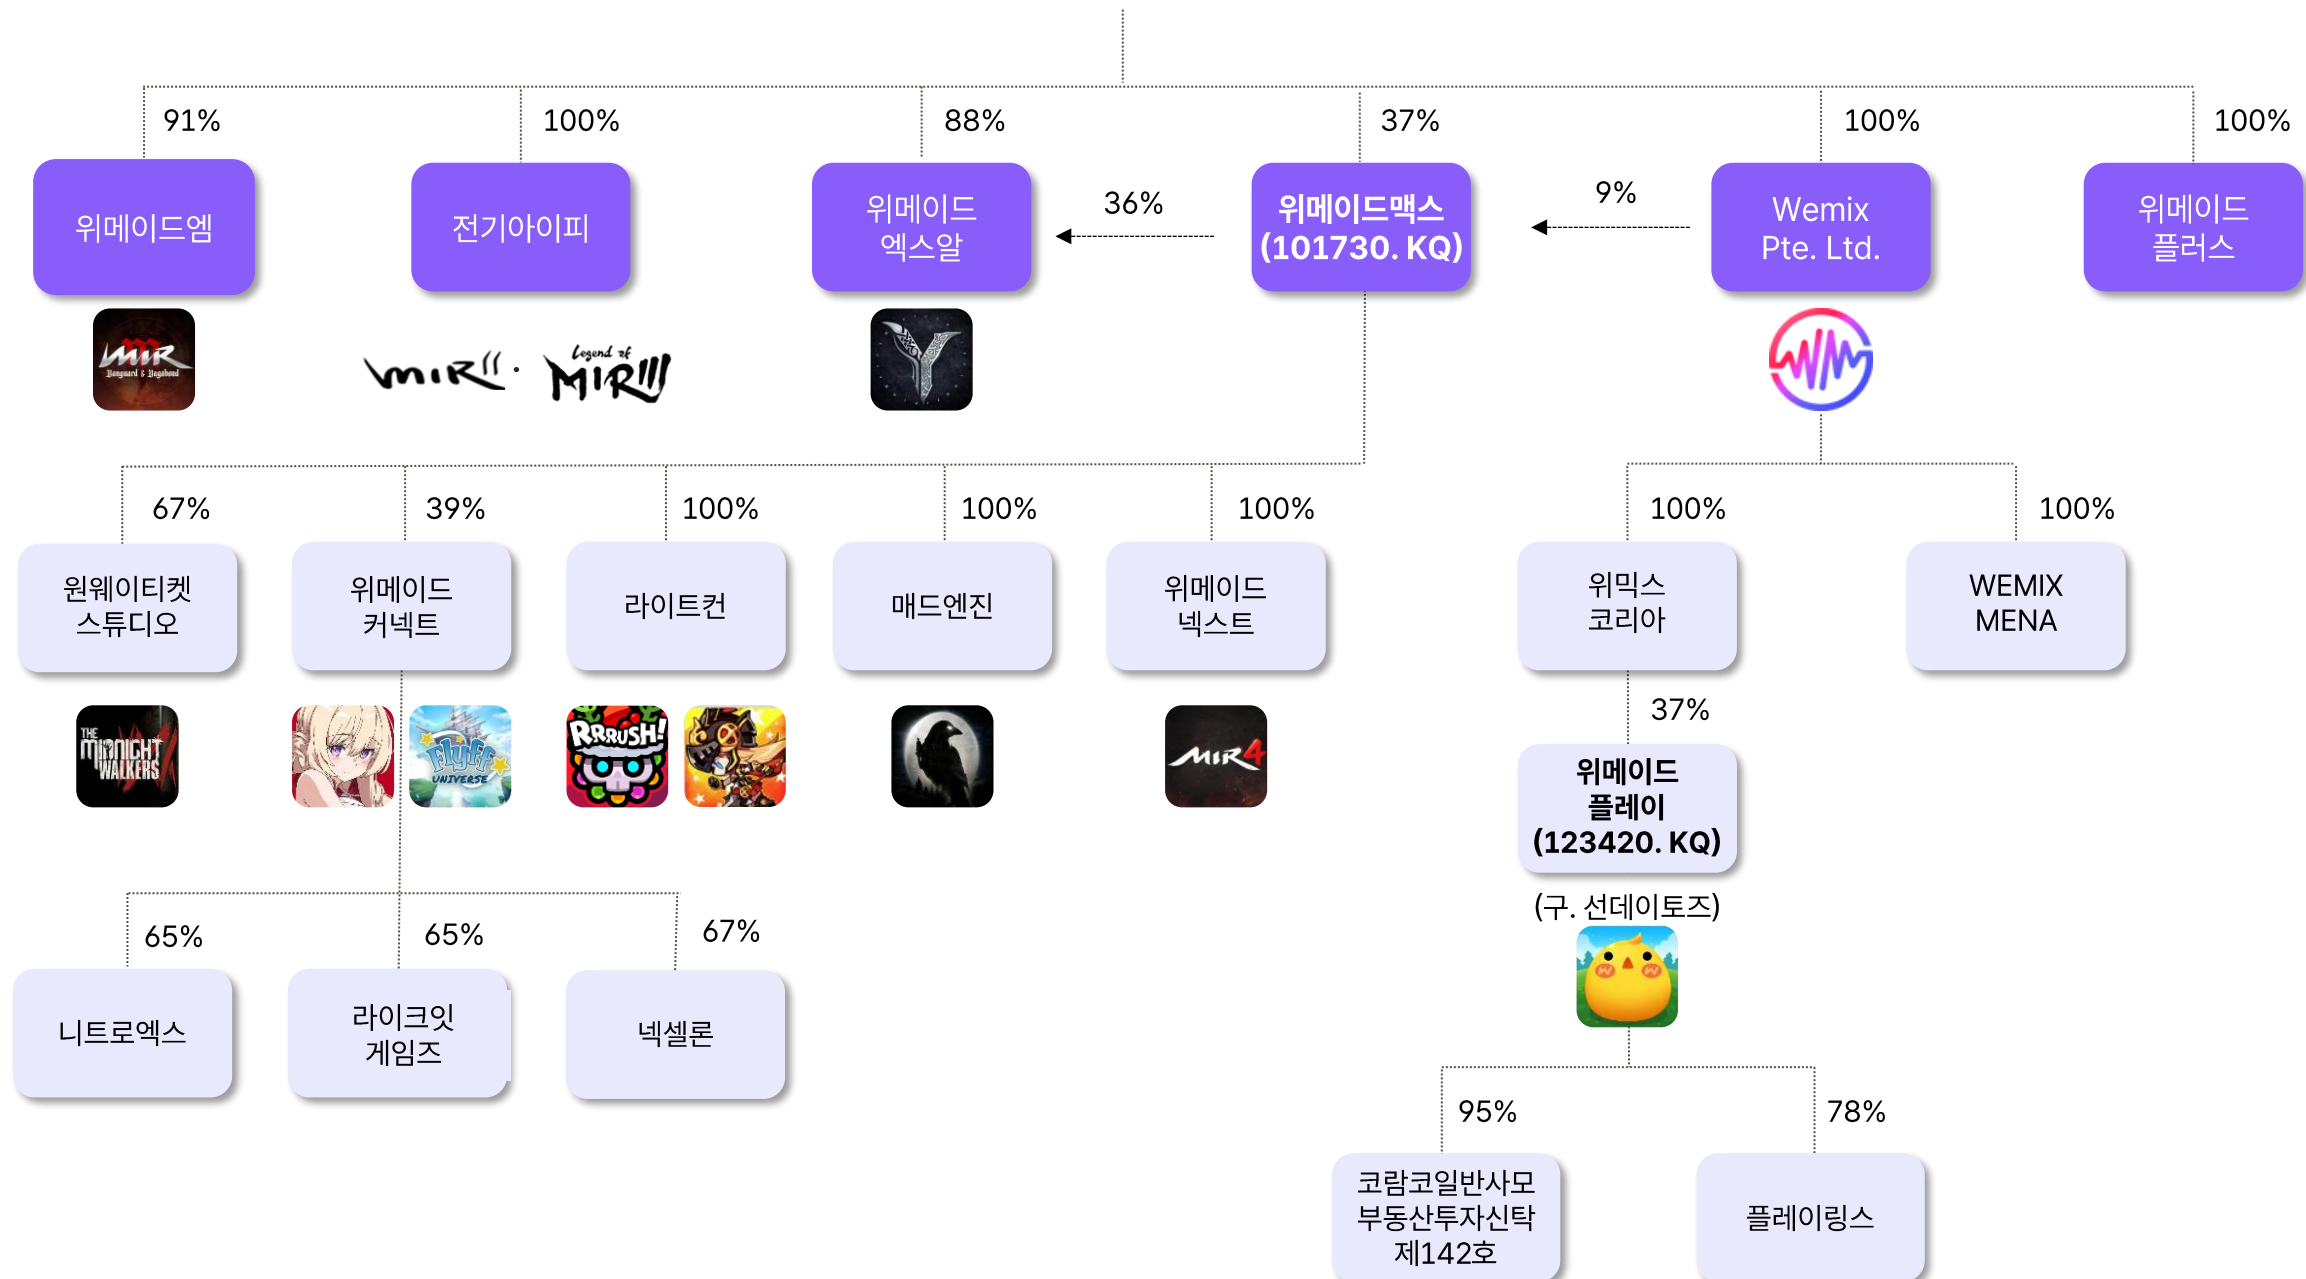 91%
100%
88%
37%
100%
100%
위메이드엠
전기아이피
위메이드
엑스알
36%
위메이드맥스
(101730. KQ)
9%
Wemix
Pte. Ltd.
위메이드
플러스
MIR
Vanguard & Vagabond
MIR II
·
Legend of
MIR III
67%
39%
100%
100%
100%
100%
100%
원웨이티켓
스튜디오
위메이드
커넥트
라이트컨
매드엔진
위메이드
넥스트
위믹스
코리아
WEMIX
MENA
THE
MIDNIGHT
WALKERS
Flyff
UNIVERSE
RRRUSH!
MIR4
37%
위메이드
플레이
(123420. KQ)
(구. 선데이토즈)
65%
65%
67%
니트로엑스
라이크잇
게임즈
넥셀론
95%
78%
코람코일반사모
부동산투자신탁
제142호
플레이링스